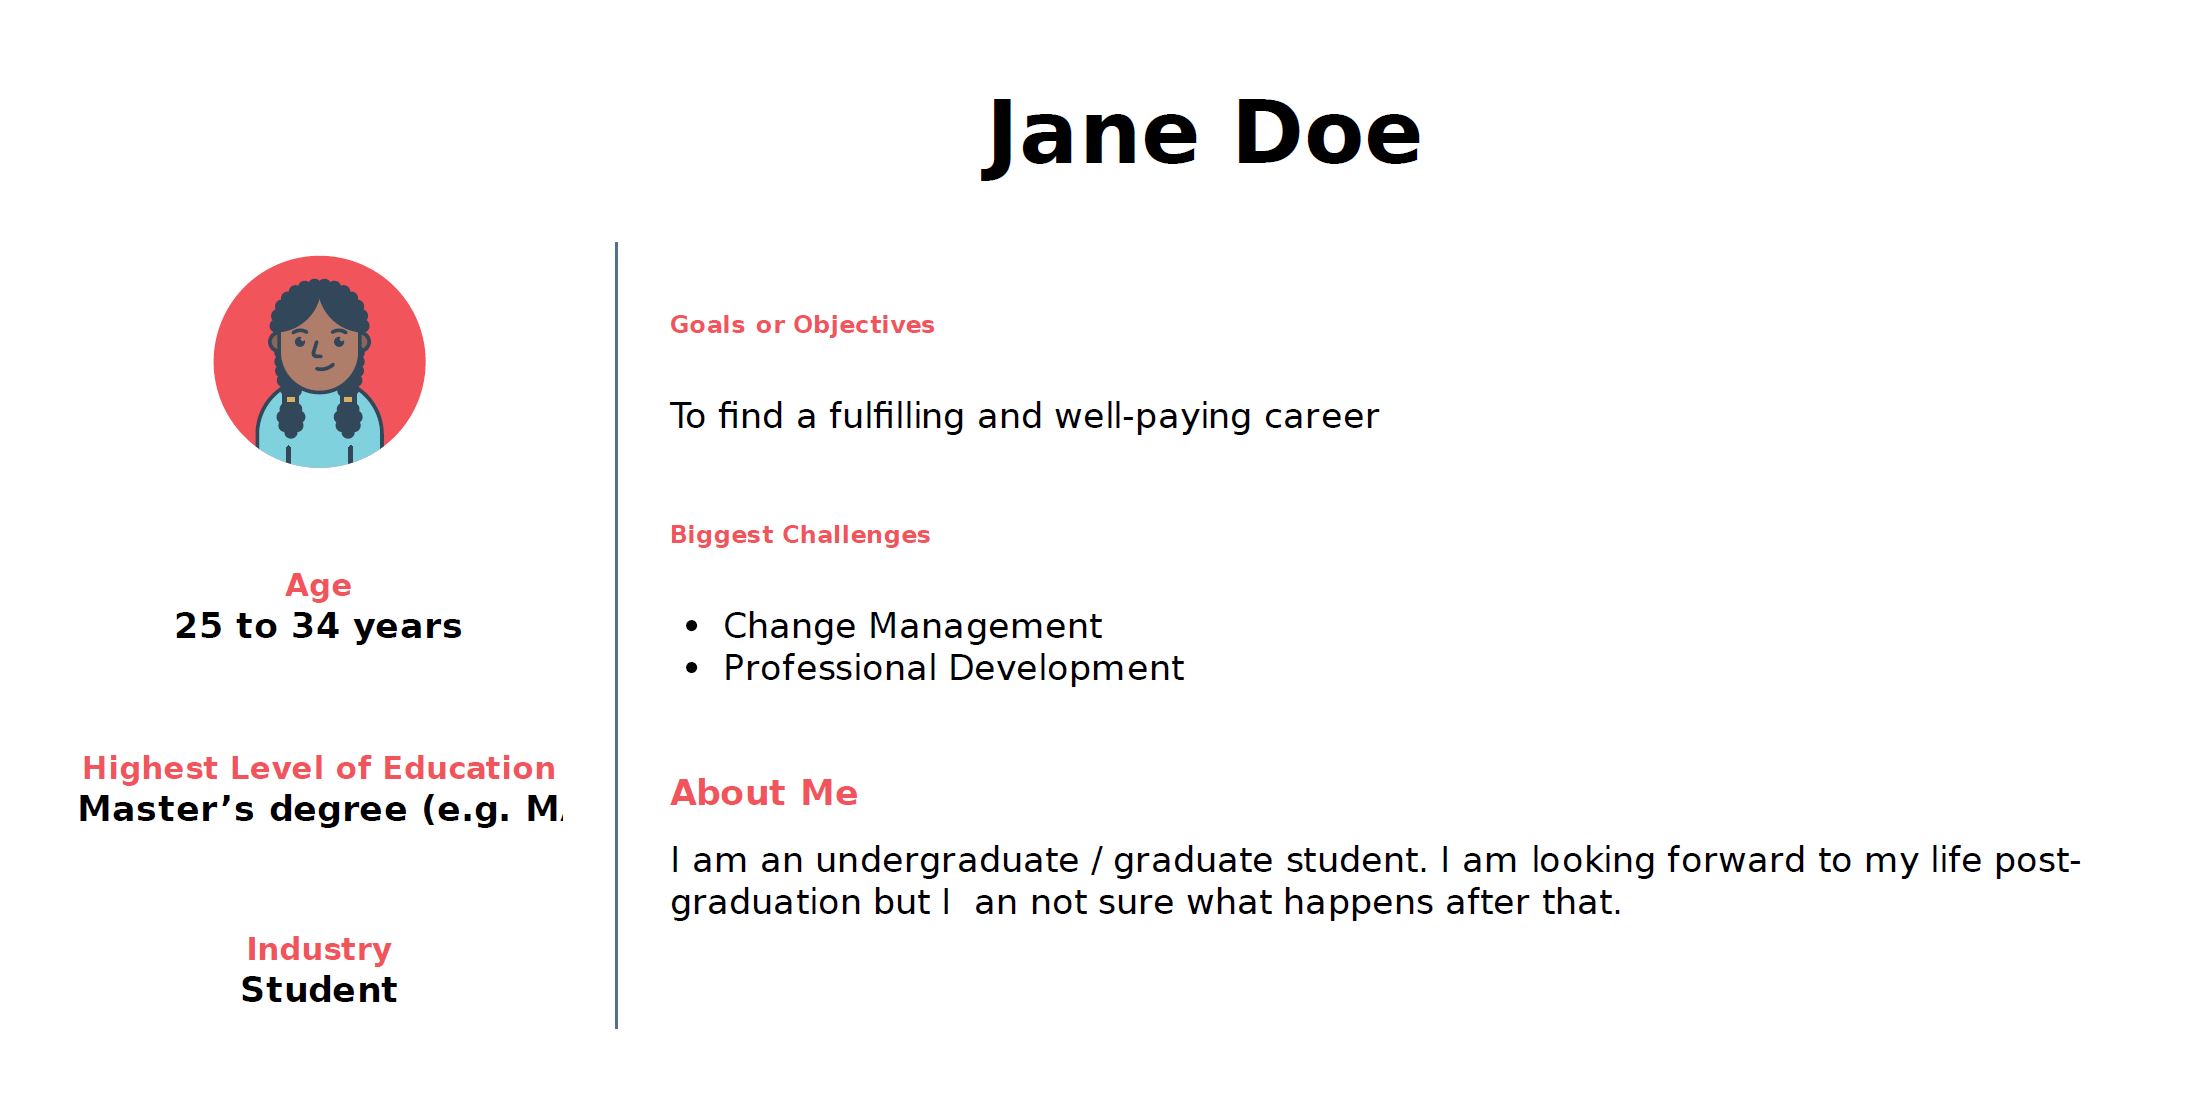 Jane Doe
Age
25 to 34 years
Highest Level of Education
Master’s degree (e.g. M
Industry
Student
Goals or Objectives
To find a fulfilling and well-paying career
Biggest Challenges
• Change Management
• Professional Development
About Me
I am an undergraduate / graduate student. I am looking forward to my life post-
graduation but I  an not sure what happens after that.